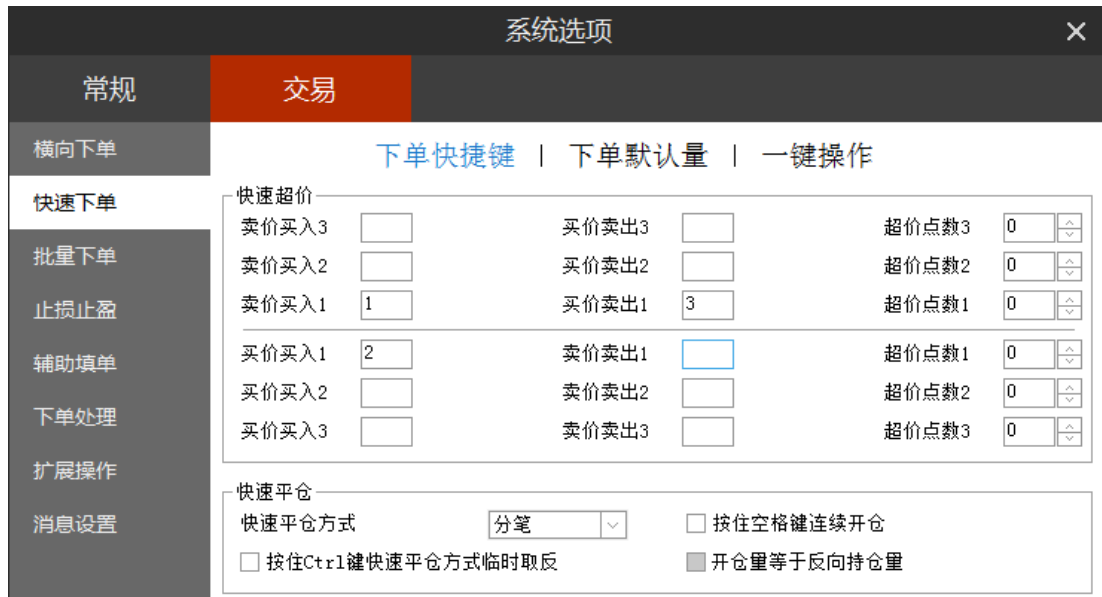 系统选项
常规 交易
横向下单
快速下单
批量下单
止损止盈
辅助填单
下单处理
扩展操作
消息设置
下单快捷键 | 下单默认量 | 一键操作
快速超价
卖价买入3 买价卖出3 超价点数3 0
卖价买入2 买价卖出2 超价点数2 0
卖价买入1 1 买价卖出1 3 超价点数1 0
买价买入1 2 卖价卖出1 超价点数1 0
买价买入2 卖价卖出2 超价点数2 0
买价买入3 卖价卖出3 超价点数3 0
快速平仓
快速平仓方式 分笔 按住空格键连续开仓
按住Ctrl键快速平仓方式临时取反 开仓量等于反向持仓量